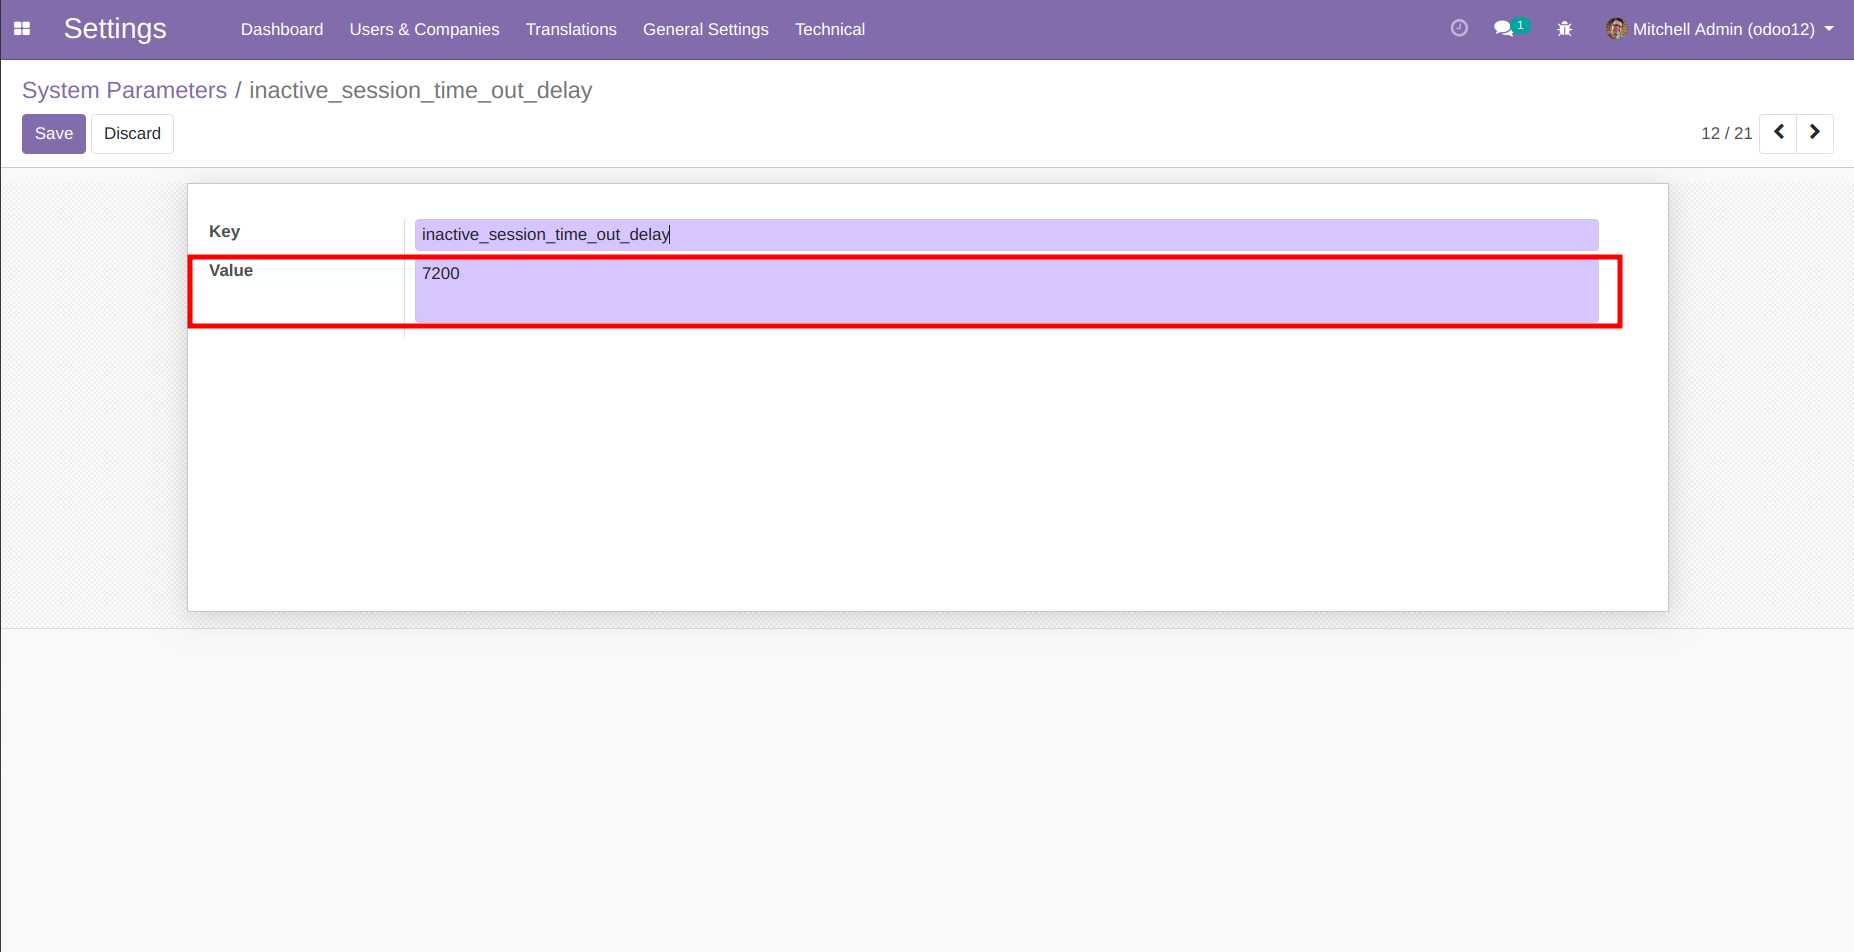 Settings Dashboard Users & Companies Translations General Settings Technical 1 Mitchell Admin (odoo12)
System Parameters / inactive_session_time_out_delay
Save Discard 12 / 21
Key inactive_session_time_out_delay
Value 7200